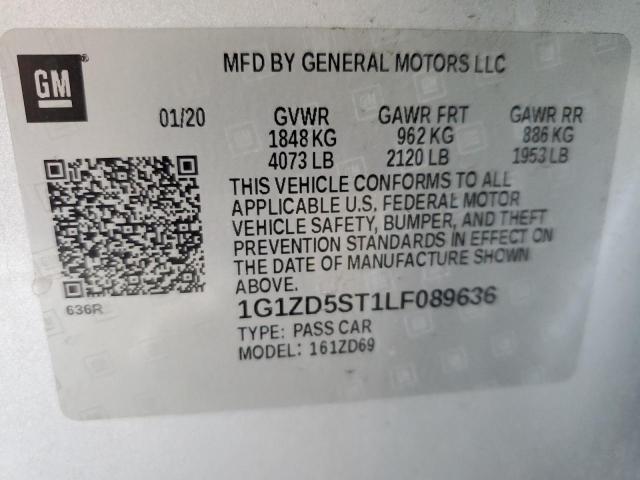 GM
MFD BY GENERAL MOTORS LLC
01/20 GVWR GAWR FRT GAWR RR
1848 KG 962 KG 886 KG
4073 LB 2120 LB 1953 LB
THIS VEHICLE CONFORMS TO ALL
APPLICABLE U.S. FEDERAL MOTOR
VEHICLE SAFETY, BUMPER, AND THEFT
PREVENTION STANDARDS IN EFFECT ON
THE DATE OF MANUFACTURE SHOWN
ABOVE.
636R
1G1ZD5ST1LF089636
TYPE: PASS CAR
MODEL: 161ZD69